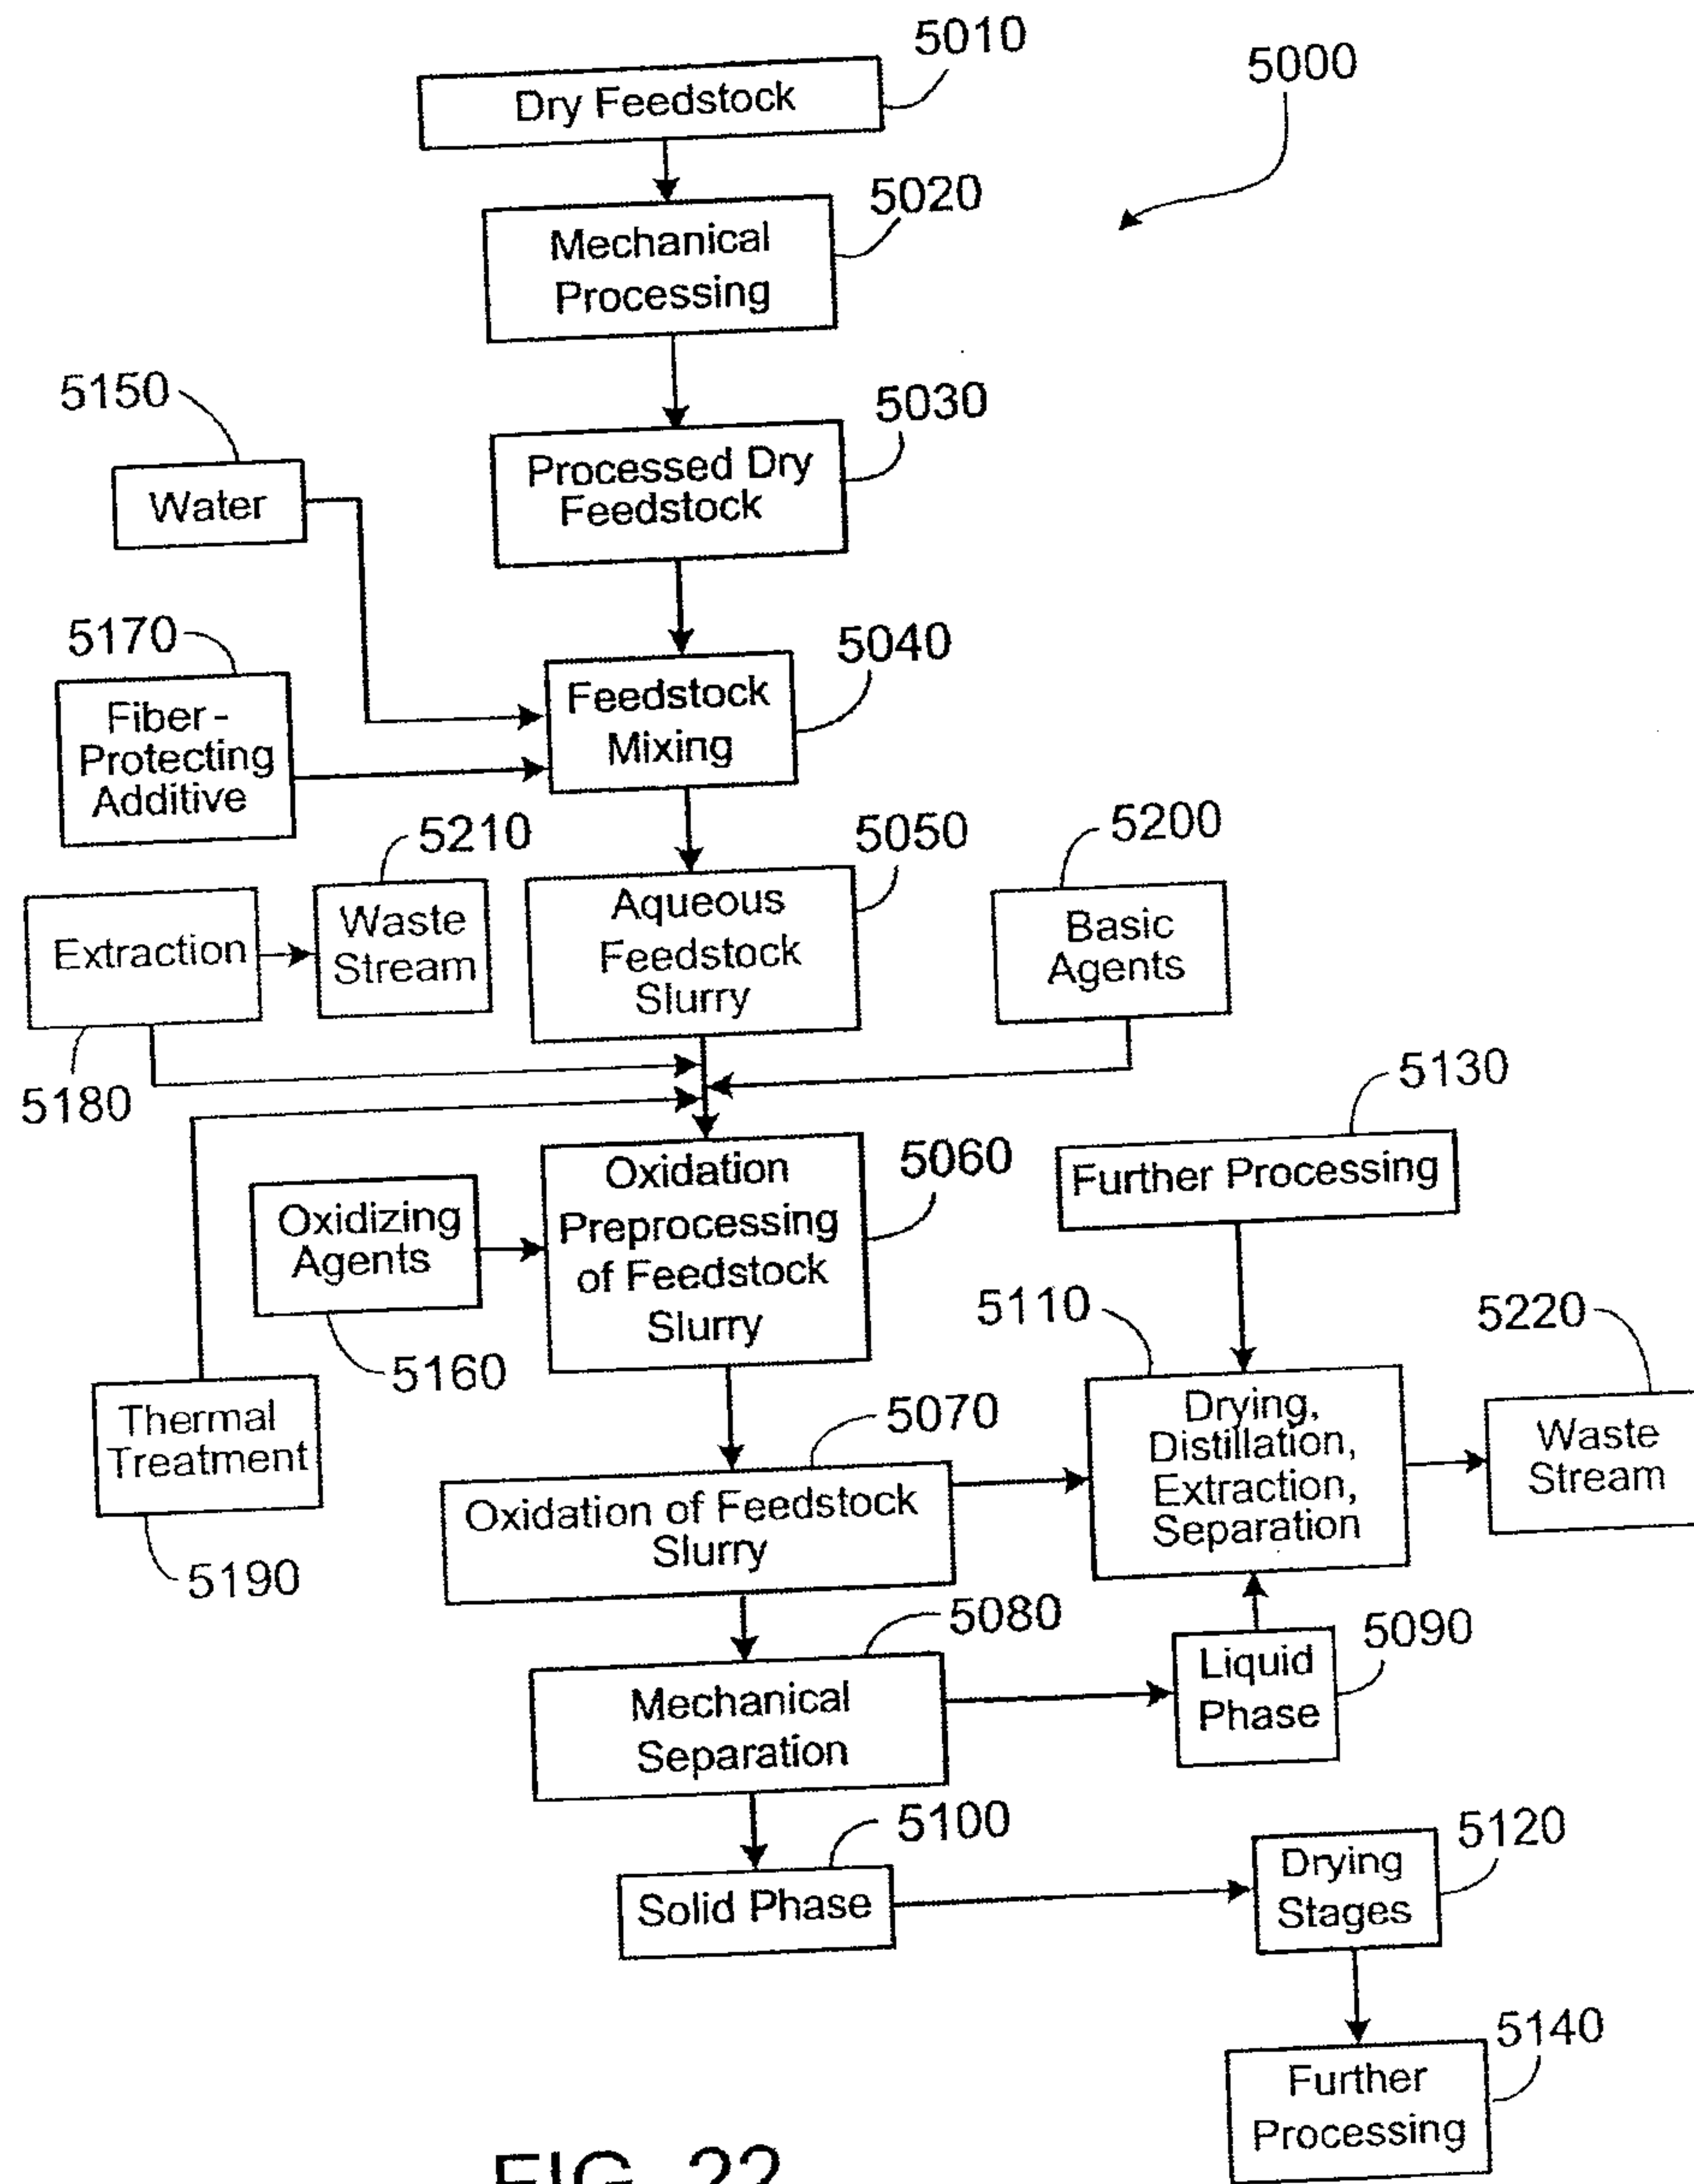 5010
5000
Dry Feedstock
5020
Mechanical
Processing
5150
5030
Water
Processed Dry
Feedstock
5170
5040
Fiber-
Protecting
Additive
Feedstock
Mixing
5210
5050
5200
Extraction
Waste
Stream
Aqueous
Feedstock
Slurry
Basic
Agents
5180
5130
Oxidizing
Agents
Oxidation
Preprocessing
of Feedstock
Slurry
5060
Further Processing
5160
5110
5220
Thermal
Treatment
5190
5070
Drying,
Distillation,
Extraction,
Separation
Waste
Stream
Oxidation of Feedstock
Slurry
5080
5090
Mechanical
Separation
Liquid
Phase
5100
5120
Solid Phase
Drying
Stages
5140
Further
Processing
FIG. 22